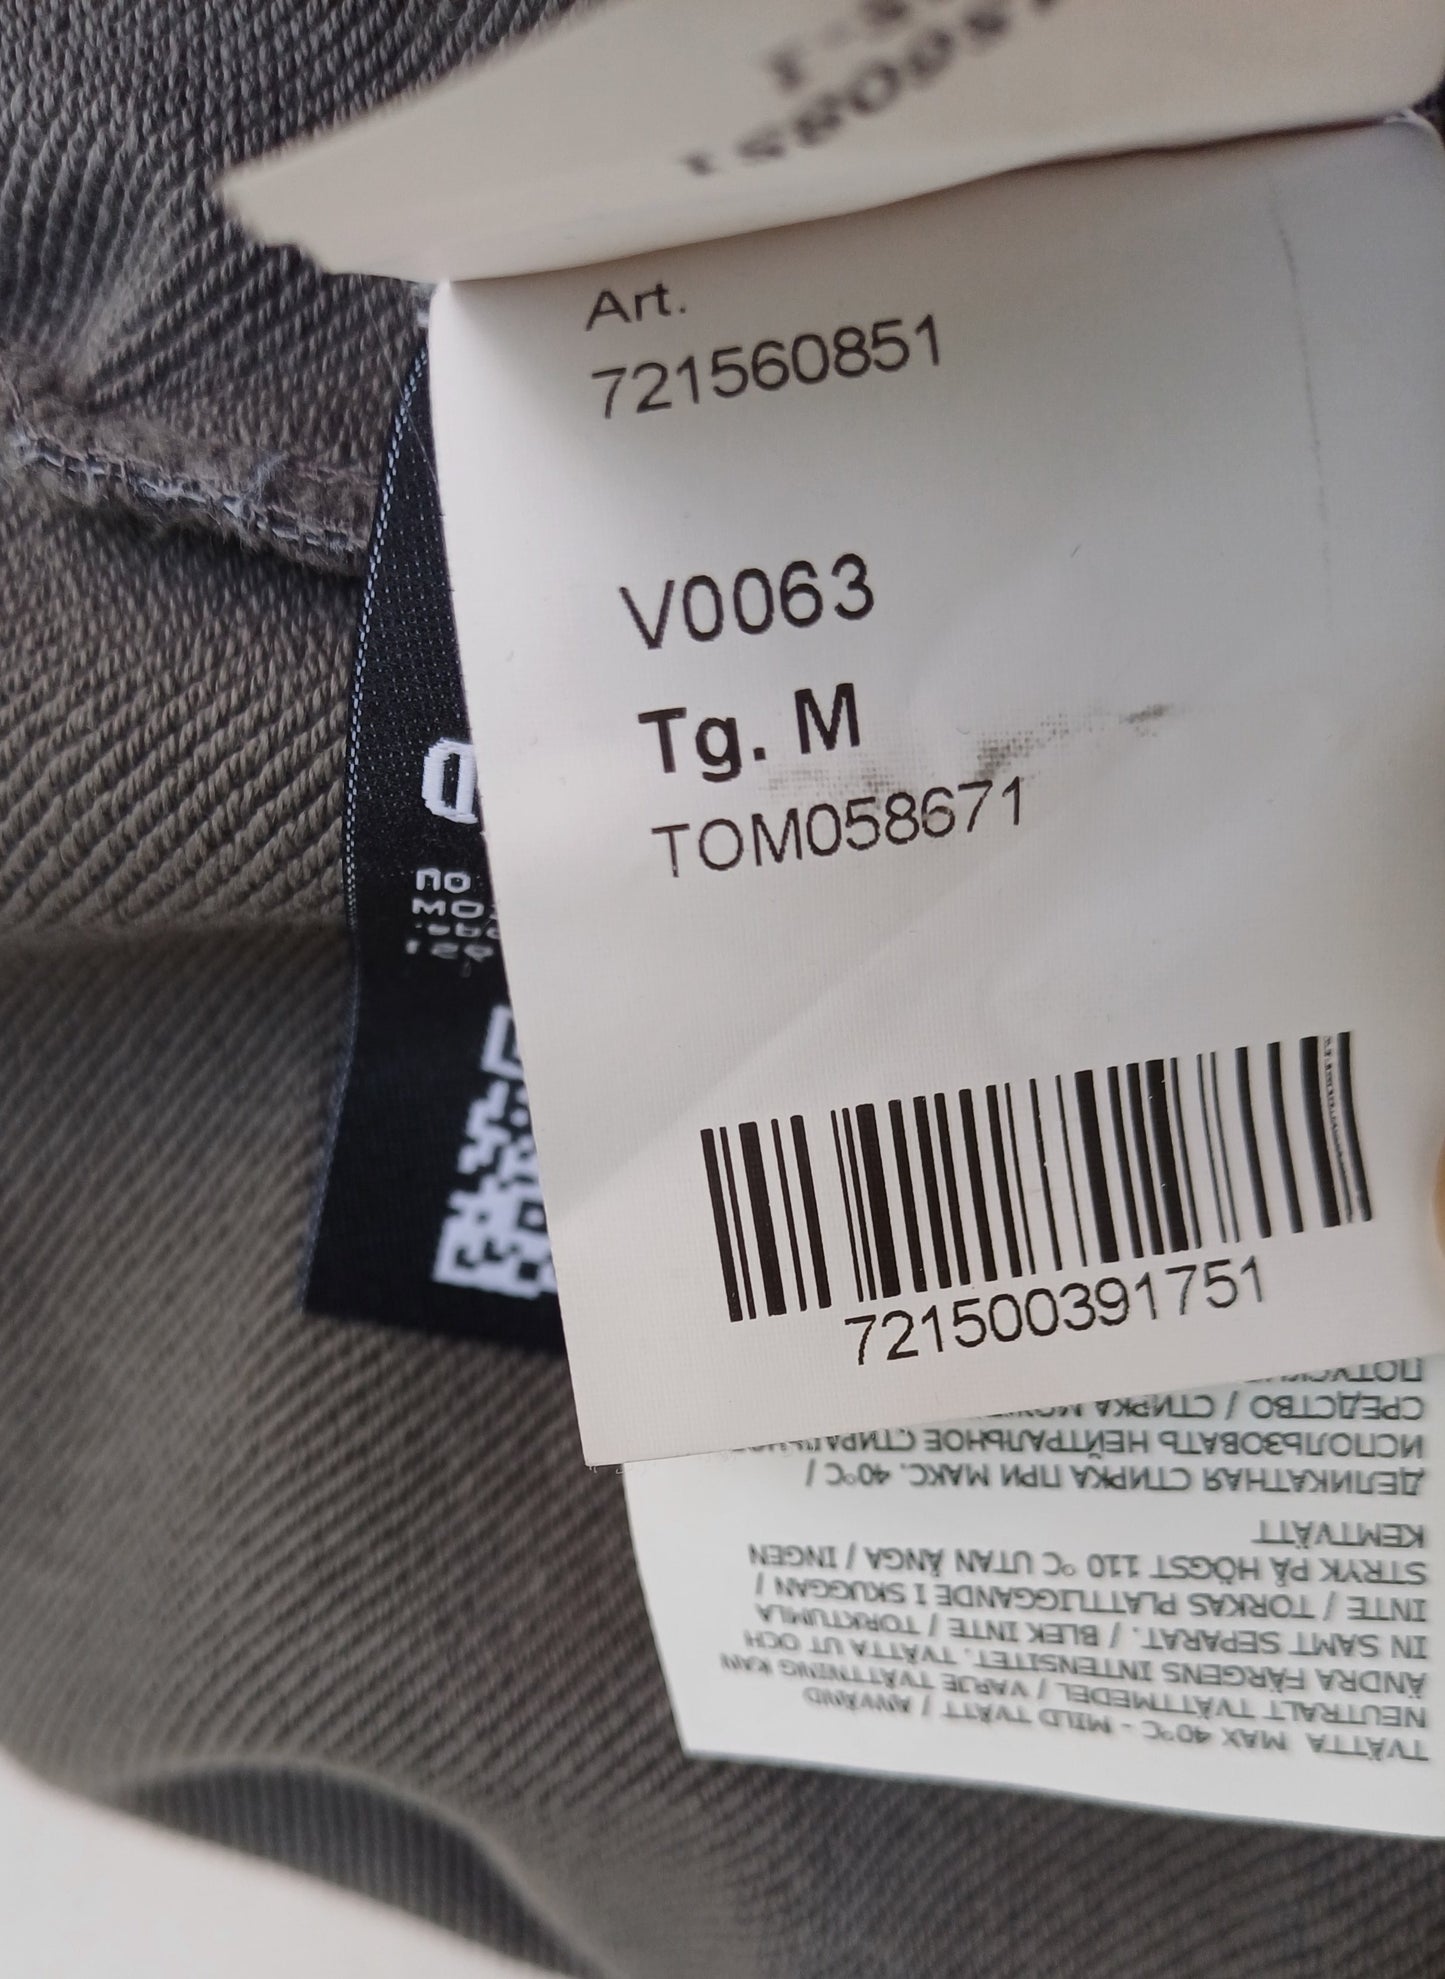 Art.
721560851
V0063
Tg. M
TOM058671
721500391751
TVÄTTA MAX 40°C - MILD TVÄTT / ANVÄND
NEUTRALT TVÄTTMEDEL / VARJE TVÄTTNING KAN
ÄNDRA FÄRGENS INTENSITET. TVÄTTA UT OCH
IN SAMT SEPARAT. / BLEK INTE / TORKTUMLA
INTE / TORKAS PLATTLIGGANDE I SKUGGAN /
STRYK PÅ HÖGST 110 °C UTAN ÅNGA / INGEN
KEMTVÄTT
ДЕЛИКАТНАЯ СТИРКА ПРИ МАКС. 40°C /
ИСПОЛЬЗОВАТЬ НЕЙТРАЛЬНОЕ
СРЕДСТВО / СТИРКА